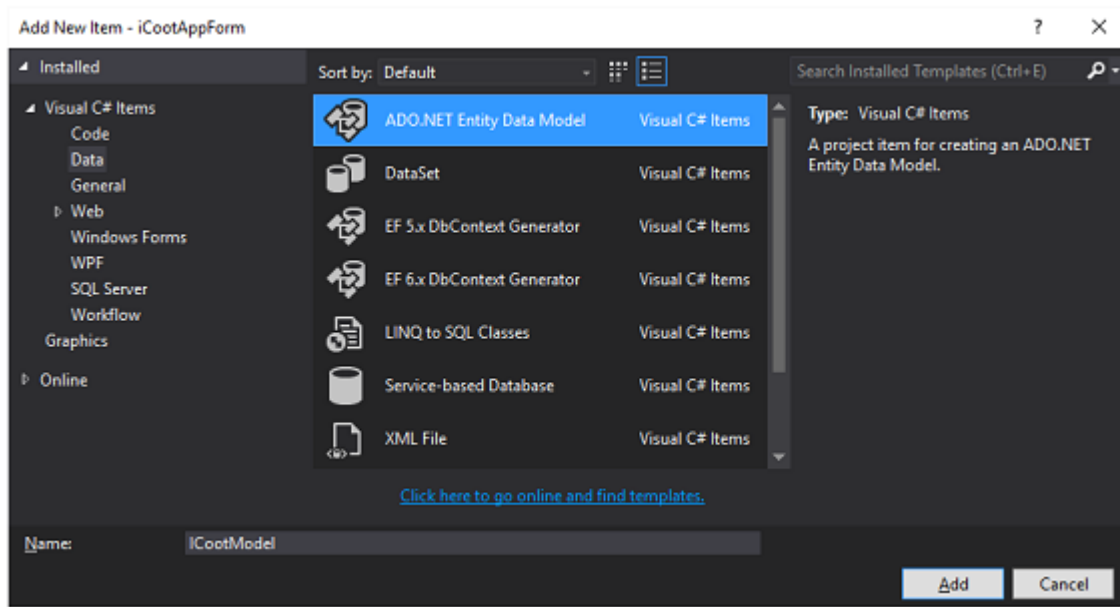 Add New Item - iCootAppForm
? ×
Installed
Sort by: Default
Search Installed Templates (Ctrl+E)
Visual C# Items
Code
Data
General
Web
Windows Forms
WPF
SQL Server
Workflow
Graphics
Online
ADO.NET Entity Data Model Visual C# Items
DataSet Visual C# Items
EF 5.x DbContext Generator Visual C# Items
EF 6.x DbContext Generator Visual C# Items
LINQ to SQL Classes Visual C# Items
Service-based Database Visual C# Items
XML File Visual C# Items
Type: Visual C# Items
A project item for creating an ADO.NET
Entity Data Model.
Click here to go online and find templates.
Name: ICootModel
Add Cancel